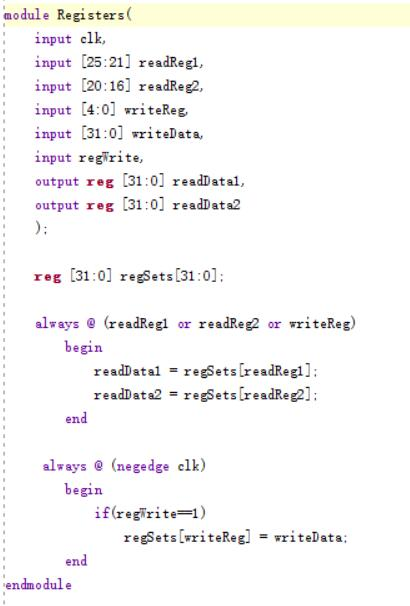 module Registers(
input clk,
input [25:21] readReg1,
input [20:16] readReg2,
input [4:0] writeReg,
input [31:0] writeData,
input regWrite,
output reg [31:0] readData1,
output reg [31:0] readData2
);
reg [31:0] regSets[31:0];
always @ (readReg1 or readReg2 or writeReg)
begin
readData1 = regSets[readReg1];
readData2 = regSets[readReg2];
end
always @ (negedge clk)
begin
if(regWrite==1)
regSets[writeReg] = writeData;
end
endmodule